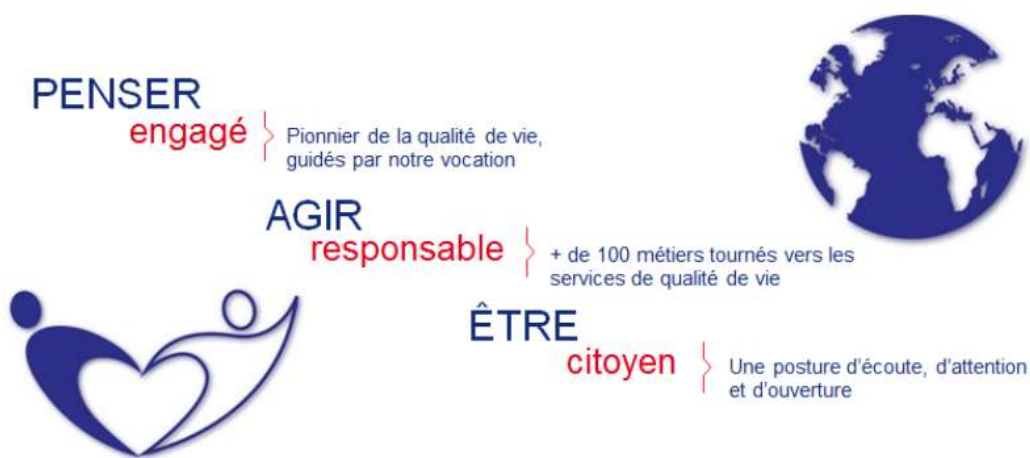 PENSER
engagé
Pionnier de la qualité de vie,
guidés par notre vocation
AGIR
responsable
+ de 100 métiers tournés vers les
services de qualité de vie
ÊTRE
citoyen
Une posture d'écoute, d'attention
et d'ouverture